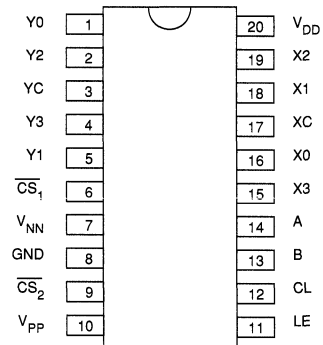 Y0 1 20 VDD
Y2 2 19 X2
YC 3 18 X1
Y3 4 17 XC
Y1 5 16 X0
CS1 6 15 X3
VNN 7 14 A
GND 8 13 B
CS2 9 12 CL
VPP 10 11 LE